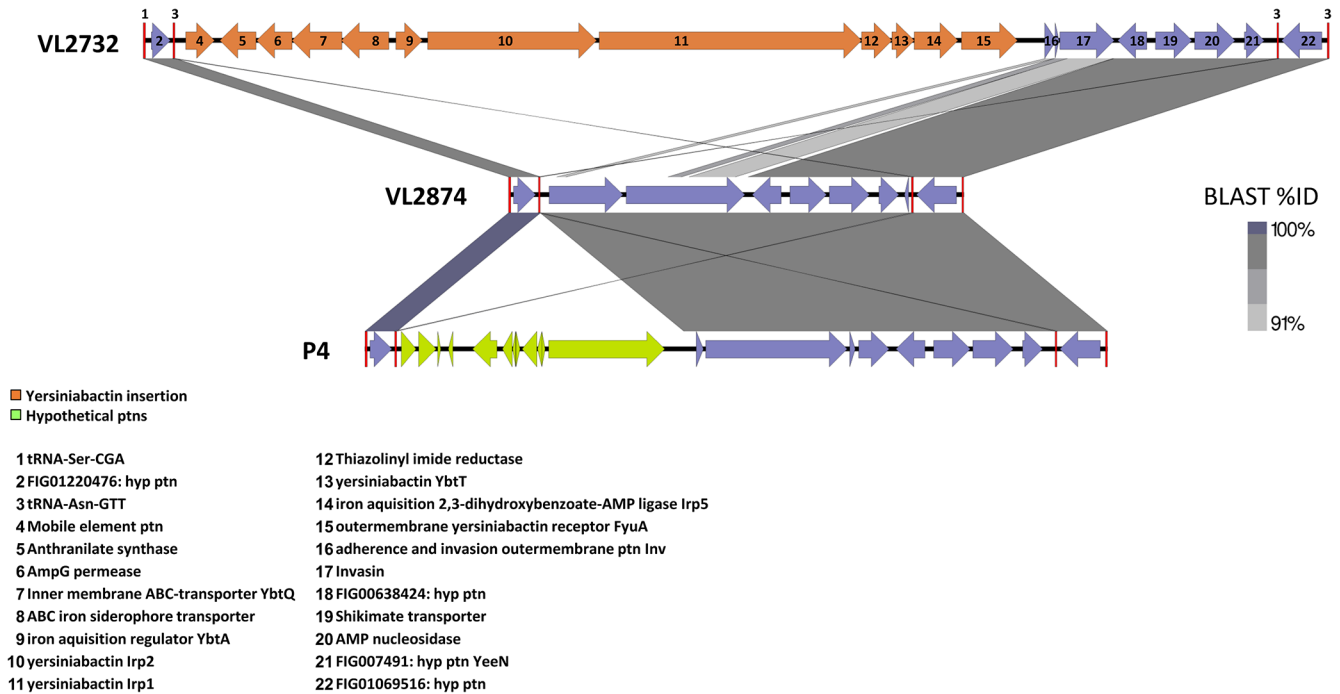 1 3 3 3
VL2732
2 4 5 6 7 8 9 10 11 12 13 14 15 16 17 18 19 20 21 22
VL2874
BLAST %ID
100%
91%
P4
Yersiniabactin insertion
Hypothetical ptns
1 tRNA-Ser-CGA
2 FIG01220476: hyp ptn
3 tRNA-Asn-GTT
4 Mobile element ptn
5 Anthranilate synthase
6 AmpG permease
7 Inner membrane ABC-transporter YbtQ
8 ABC iron siderophore transporter
9 iron aqusition regulator YbtA
10 yersiniabactin Irp2
11 yersiniabactin Irp1
12 Thiazolinyl imide reductase
13 yersiniabactin YbtT
14 iron aqusition 2,3-dihydroxybenzoate-AMP ligase Irp5
15 outermembrane yersiniabactin receptor FyuA
16 adherence and invasion outermembrane ptn Inv
17 Invasin
18 FIG00638424: hyp ptn
19 Shikimate transporter
20 AMP nucleosidase
21 FIG007491: hyp ptn YeeN
22 FIG01069516: hyp ptn